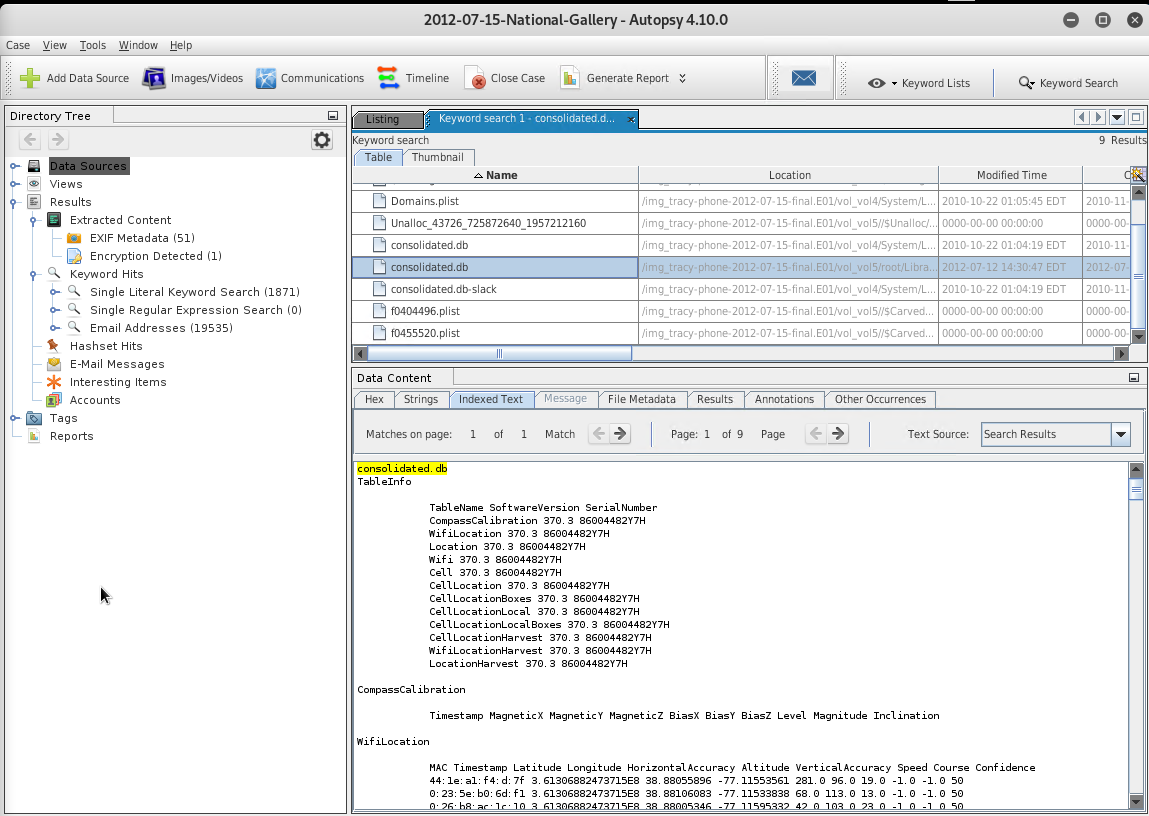 2012-07-15-National-Gallery - Autopsy 4.10.0
Case View Tools Window Help
Add Data Source Images/Videos Communications Timeline Close Case Generate Report Keyword Lists Keyword Search
Directory Tree
Data Sources
Views
Results
Extracted Content
EXIF Metadata (51)
Encryption Detected (1)
Keyword Hits
Single Literal Keyword Search (1871)
Single Regular Expression Search (0)
Email Addresses (19535)
Hashset Hits
E-Mail Messages
Interesting Items
Accounts
Tags
Reports
Listing Keyword search 1 - consolidated.d...
Keyword search 9 Results
Table Thumbnail
Name Location Modified Time C
Domains.plist /img_tracy-phone-2012-07-15-final.E01/vol_vol4/System/L... 2010-10-22 01:05:45 EDT 2010-11-
Unalloc_43726_725872640_1957212160 /img_tracy-phone-2012-07-15-final.E01/vol_vol5//$Unalloc/... 0000-00-00 00:00:00 0000-00-
consolidated.db /img_tracy-phone-2012-07-15-final.E01/vol_vol4/System/L... 2010-10-22 01:04:19 EDT 2010-11-
consolidated.db /img_tracy-phone-2012-07-15-final.E01/vol_vol5/root/Libra... 2012-07-12 14:30:47 EDT 2012-07-
consolidated.db-slack /img_tracy-phone-2012-07-15-final.E01/vol_vol4/System/L... 2010-10-22 01:04:19 EDT 2010-11-
f0404496.plist /img_tracy-phone-2012-07-15-final.E01/vol_vol5//$Carved... 0000-00-00 00:00:00 0000-00-
f0455520.plist /img_tracy-phone-2012-07-15-final.E01/vol_vol5//$Carved... 0000-00-00 00:00:00 0000-00-
Data Content
Hex Strings Indexed Text Message File Metadata Results Annotations Other Occurrences
Matches on page: 1 of 1 Match Page: 1 of 9 Page Text Source: Search Results
consolidated.db
TableInfo
TableName SoftwareVersion SerialNumber
CompassCalibration 370.3 86004482Y7H
WifiLocation 370.3 86004482Y7H
Location 370.3 86004482Y7H
Wifi 370.3 86004482Y7H
Cell 370.3 86004482Y7H
CellLocation 370.3 86004482Y7H
CellLocationBoxes 370.3 86004482Y7H
CellLocationLocal 370.3 86004482Y7H
CellLocationLocalBoxes 370.3 86004482Y7H
CellLocationHarvest 370.3 86004482Y7H
WifiLocationHarvest 370.3 86004482Y7H
LocationHarvest 370.3 86004482Y7H
CompassCalibration
Timestamp MagneticX MagneticY MagneticZ BiasX BiasY BiasZ Level Magnitude Inclination
WifiLocation
MAC Timestamp Latitude Longitude HorizontalAccuracy Altitude VerticalAccuracy Speed Course Confidence
44:1e:a1:f4:d:7f 3.61306882473715E8 38.88055896 -77.11553561 281.0 96.0 19.0 -1.0 -1.0 50
0:23:5e:b0:6d:f1 3.61306882473715E8 38.88106083 -77.11538838 68.0 113.0 13.0 -1.0 -1.0 50
0:26:b8:ac:1c:10 3.61306882473715E8 38.88005346 -77.11595332 42.0 103.0 23.0 -1.0 -1.0 50